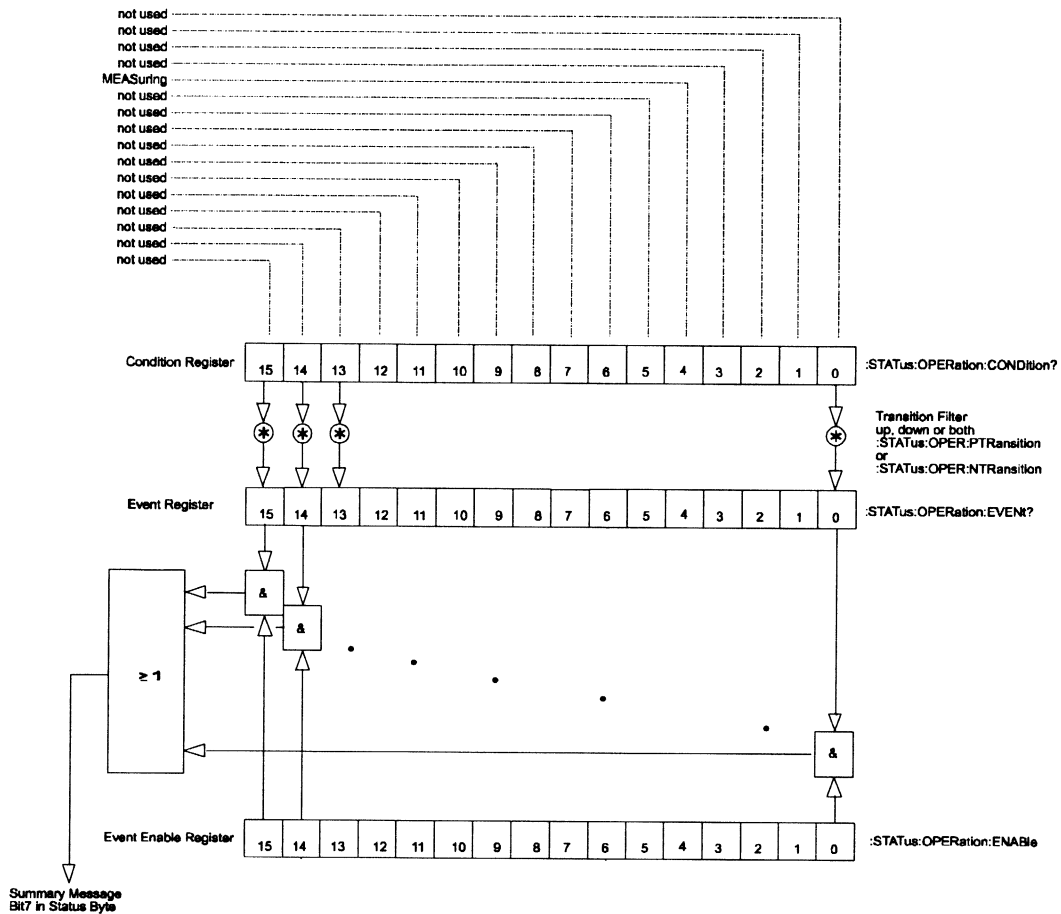 not used
not used
not used
not used
MEASuring
not used
not used
not used
not used
not used
not used
not used
not used
not used
not used
not used
Condition Register
15 14 13 12 11 10 9 8 7 6 5 4 3 2 1 0
:STATus:OPERation:CONDition?
* * * *
Transition Filter
up, down or both
:STATus:OPER:PTRansition
or
:STATus:OPER:NTRansition
Event Register
15 14 13 12 11 10 9 8 7 6 5 4 3 2 1 0
:STATus:OPERation:EVENt?
&
&
≥ 1
&
Event Enable Register
15 14 13 12 11 10 9 8 7 6 5 4 3 2 1 0
:STATus:OPERation:ENABle
Summary Message
Bit7 in Status Byte